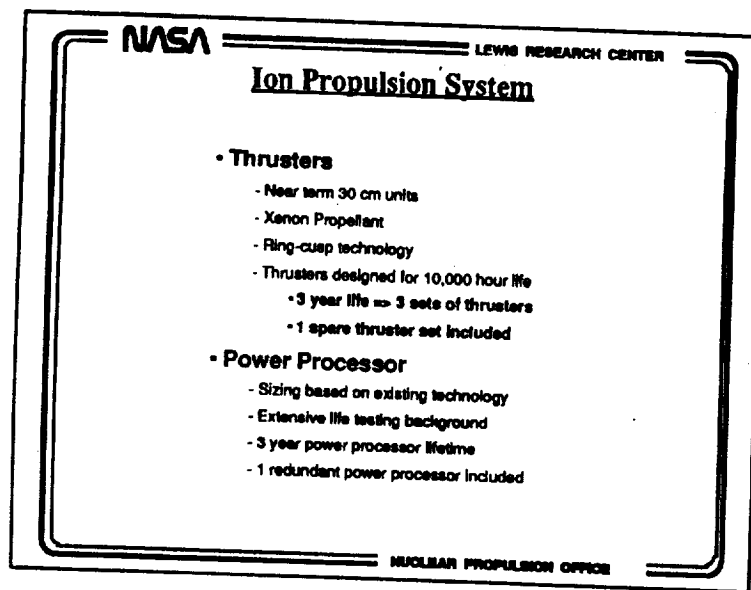 NASA LEWIS RESEARCH CENTER
Ion Propulsion System
• Thrusters
- Near term 30 cm units
- Xenon Propellant
- Ring-cusp technology
- Thrusters designed for 10,000 hour life
• 3 year life => 3 sets of thrusters
• 1 spare thruster set included
• Power Processor
- Sizing based on existing technology
- Extensive life testing background
- 3 year power processor lifetime
- 1 redundant power processor included
NUCLEAR PROPULSION OFFICE